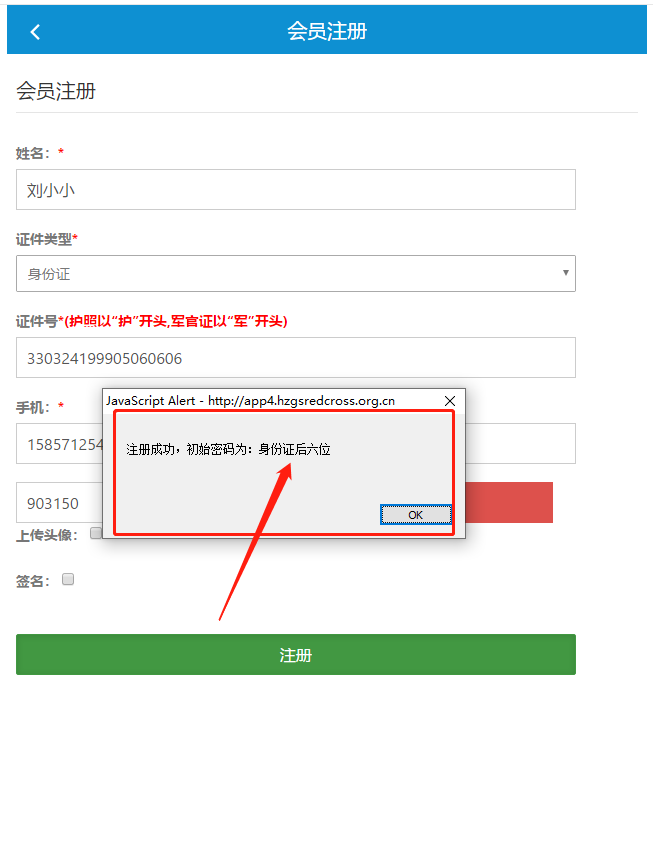 会员注册
会员注册
姓名：*
刘小小
证件类型*
身份证
证件号*(护照以“护”开头,军官证以“军”开头)
330324199905060606
手机：*
158571254
JavaScript Alert - http://app4.hzgsredcross.org.cn
注册成功，初始密码为：身份证后六位
OK
903150
上传头像：
签名：
注册